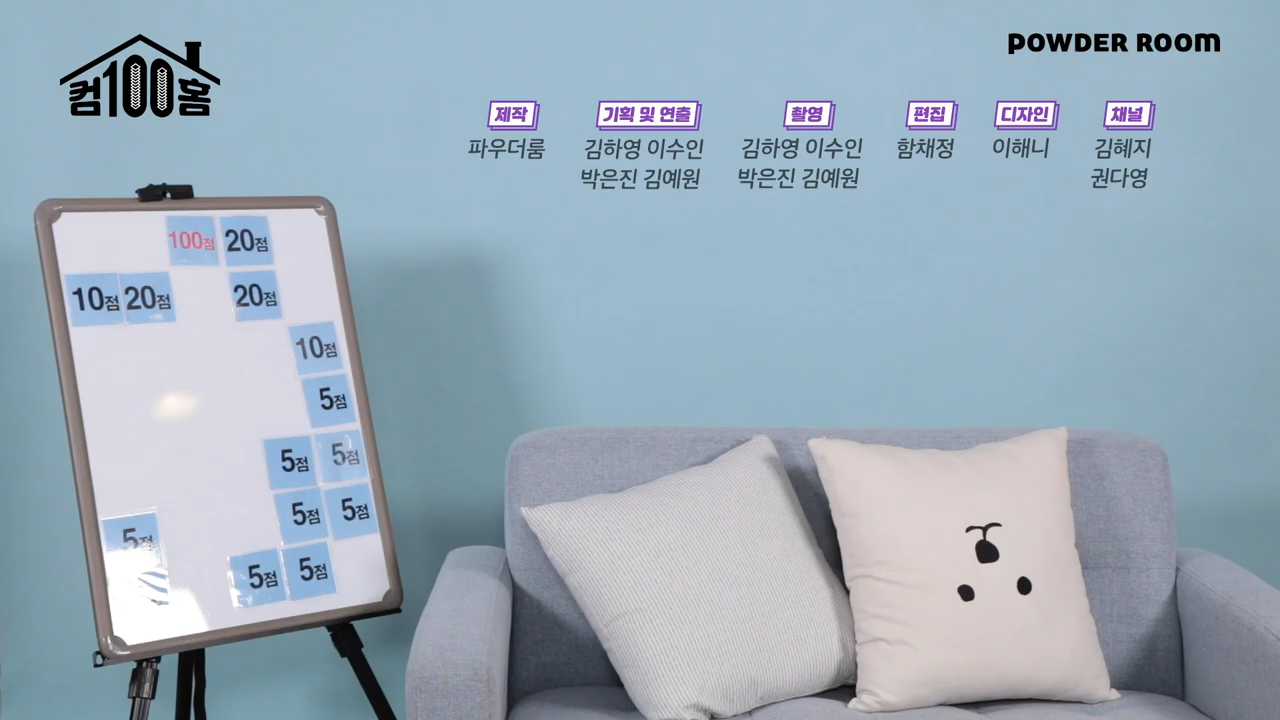 컴100홈
POWDER ROOM
제작 기획 및 연출 촬영 편집 디자인 채널
파우더룸 김하영 이수인 김하영 이수인 함채정 이해니 김혜지
박은진 김예원 박은진 김예원 권다영
100점 20점
10점 20점 20점
10점
5점
5점 5점
5점 5점
5점
5점 5점